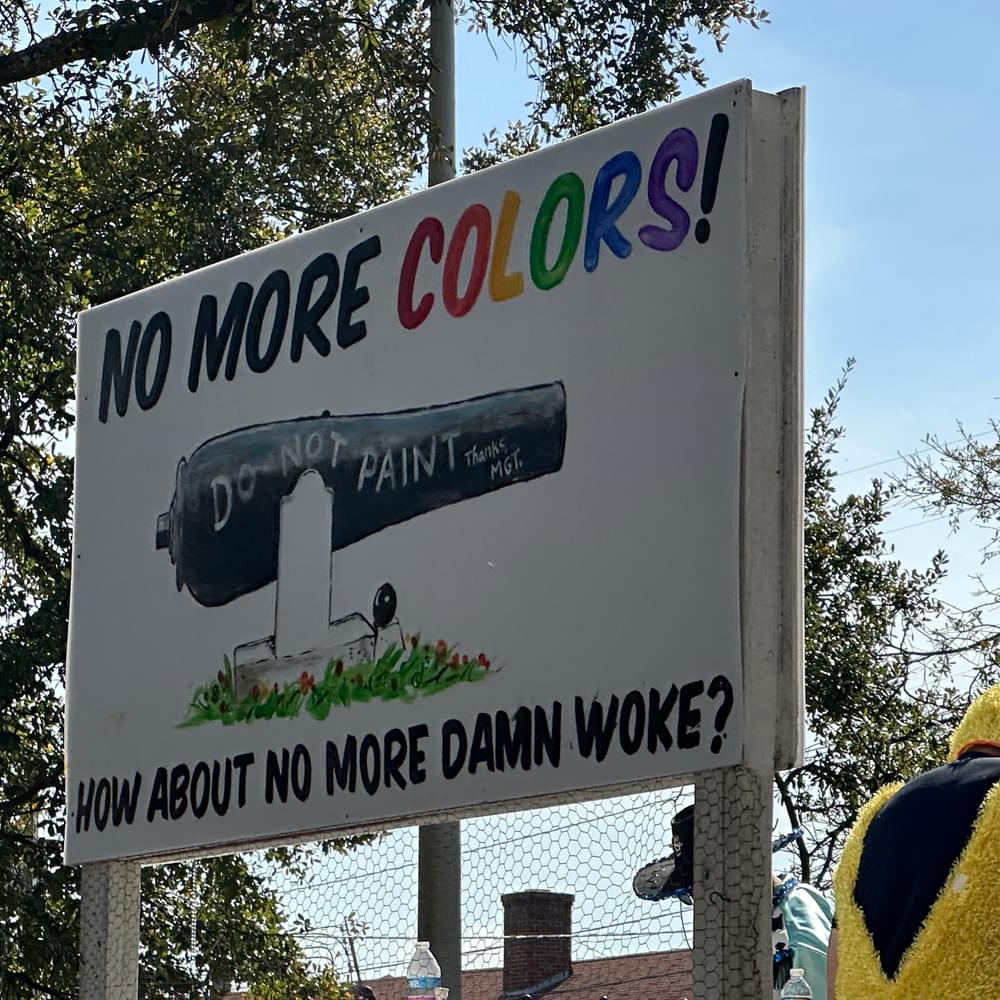 NO MORE COLORS!
DO NOT PAINT Thanks,
MGT.
HOW ABOUT NO MORE DAMN WOKE?